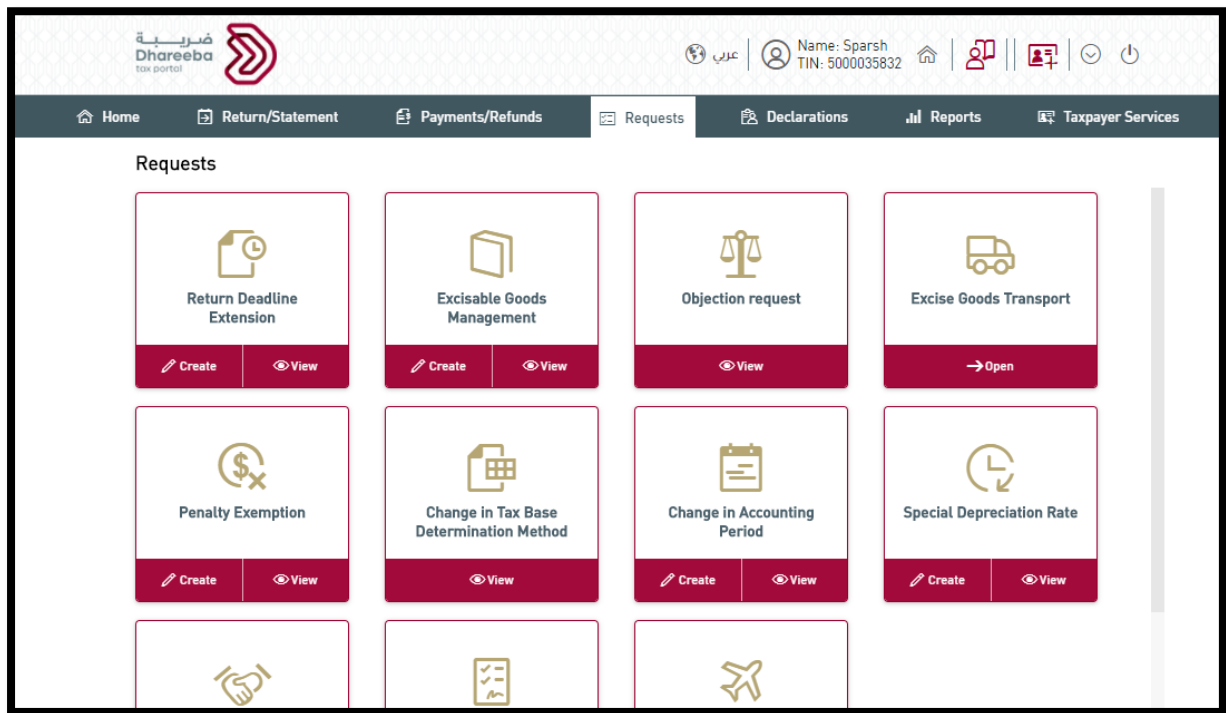 ضريبة
Dhareeba
tax portal
عربي
Name: Sparsh
TIN: 5000035832
Home
Return/Statement
Payments/Refunds
Requests
Declarations
Reports
Taxpayer Services
Requests
Return Deadline
Extension
Create
View
Excisable Goods
Management
Create
View
Objection request
View
Excise Goods Transport
Open
Penalty Exemption
Create
View
Change in Tax Base
Determination Method
View
Change in Accounting
Period
Create
View
Special Depreciation Rate
Create
View